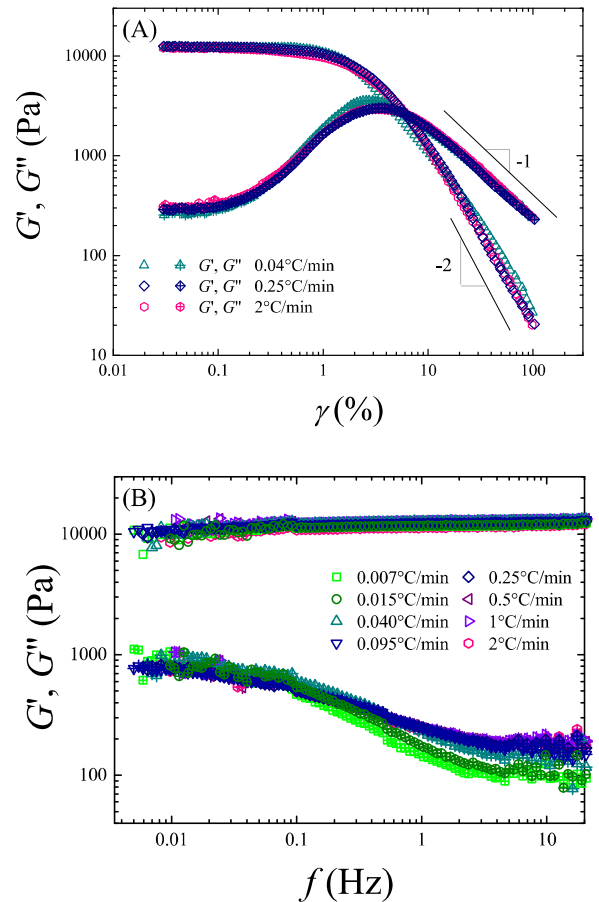 (A)
10000
1000
100
10
G', G'' (Pa)
-1
-2
G', G'' 0.04°C/min
G', G'' 0.25°C/min
G', G'' 2°C/min
0.01 0.1 1 10 100
γ (%)
(B)
10000
1000
100
G', G'' (Pa)
0.007°C/min 0.25°C/min
0.015°C/min 0.5°C/min
0.040°C/min 1°C/min
0.095°C/min 2°C/min
0.01 0.1 1 10
f (Hz)